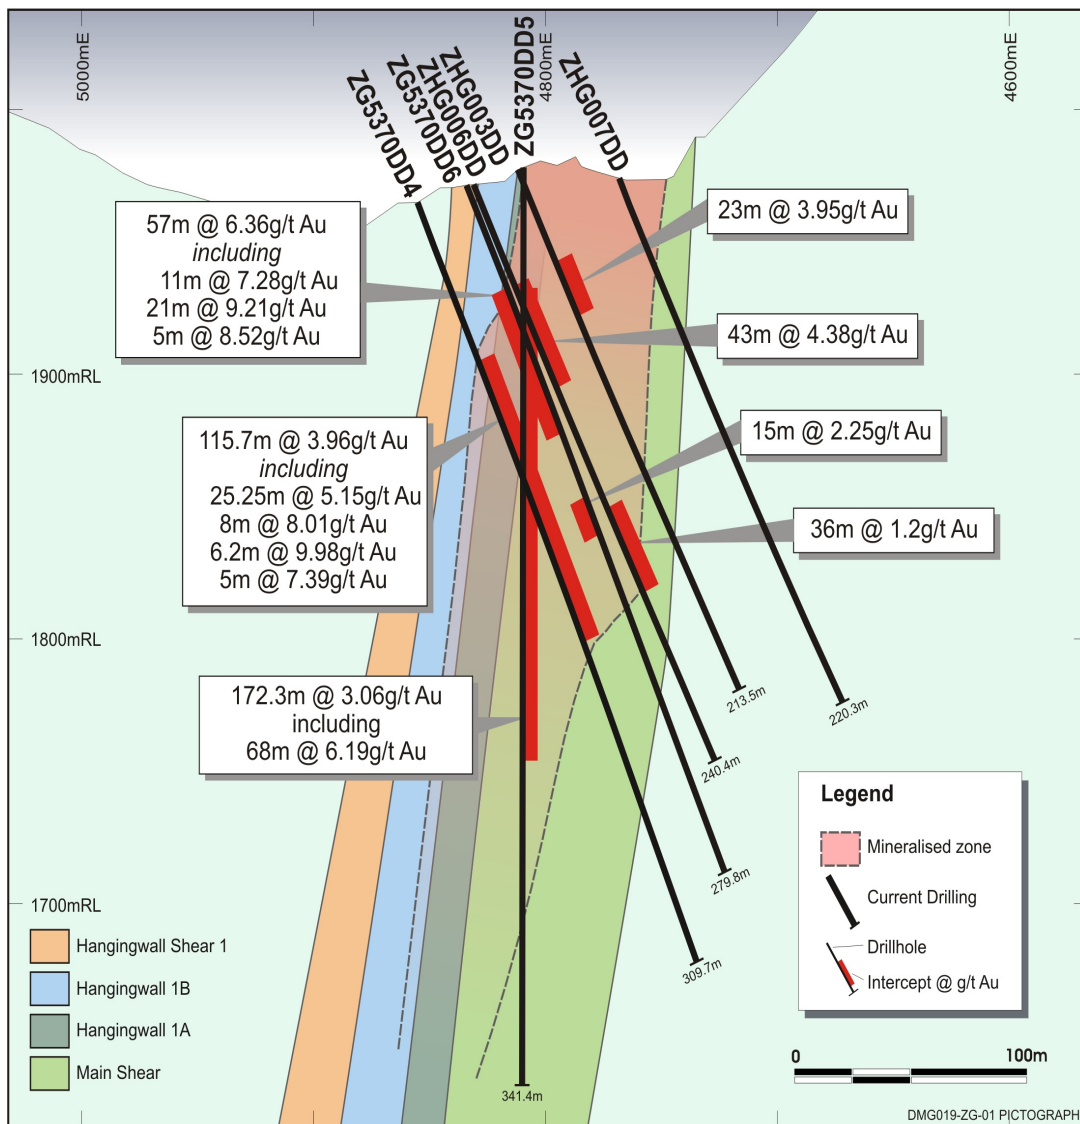 5000mE
4800mE
4600mE
ZG5370DD4
ZG5370DD6
ZHG006DD
ZHG003DD
ZG5370DD5
ZHG007DD
57m @ 6.36g/t Au
including
11m @ 7.28g/t Au
21m @ 9.21g/t Au
5m @ 8.52g/t Au
23m @ 3.95g/t Au
43m @ 4.38g/t Au
1900mRL
115.7m @ 3.96g/t Au
including
25.25m @ 5.15g/t Au
8m @ 8.01g/t Au
6.2m @ 9.98g/t Au
5m @ 7.39g/t Au
15m @ 2.25g/t Au
36m @ 1.2g/t Au
1800mRL
172.3m @ 3.06g/t Au
including
68m @ 6.19g/t Au
213.5m
220.3m
240.4m
279.8m
309.7m
341.4m
1700mRL
Hangingwall Shear 1
Hangingwall 1B
Hangingwall 1A
Main Shear
Legend
Mineralised zone
Current Drilling
Drillhole
Intercept @ g/t Au
0 100m
DMG019-ZG-01 PICTOGRAPH